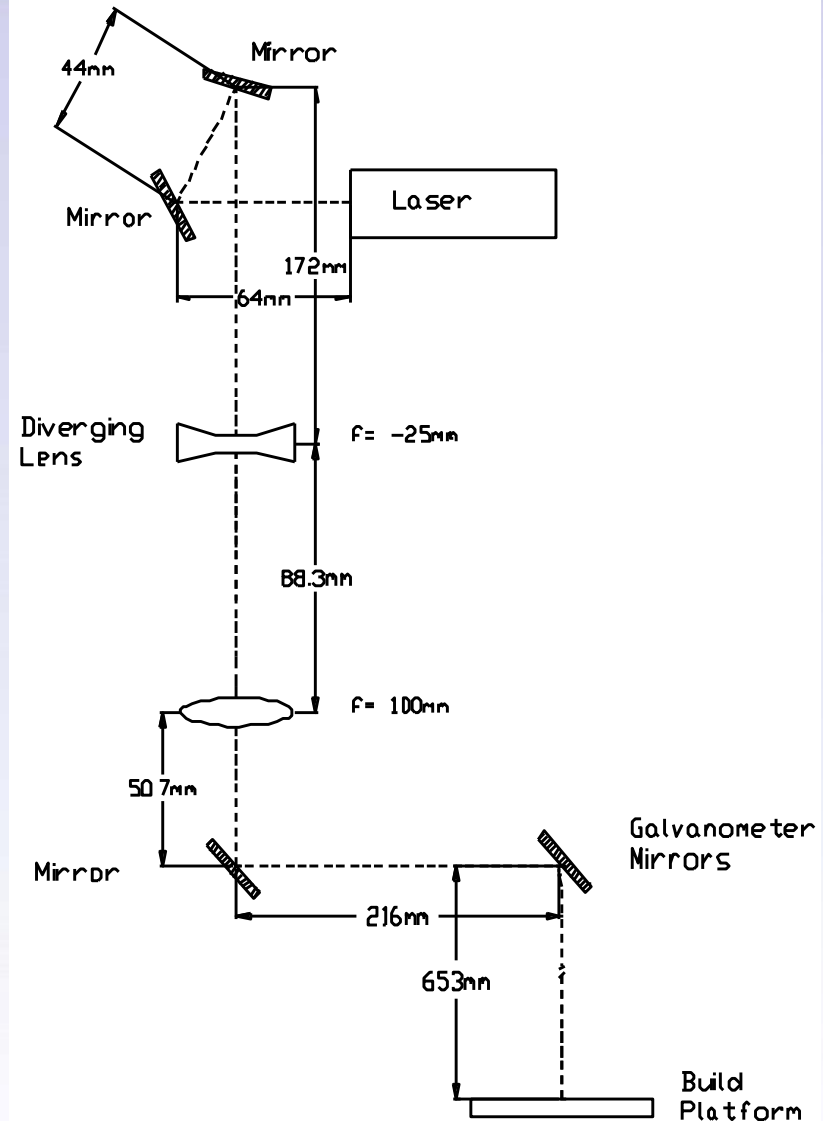 Mirror
44mm
Mirror
Laser
172mm
64mm
Diverging
Lens
f= -25mm
88.3mm
f= 100mm
50.7mm
Mirror
Galvanometer
Mirrors
216mm
653mm
Build
Platform